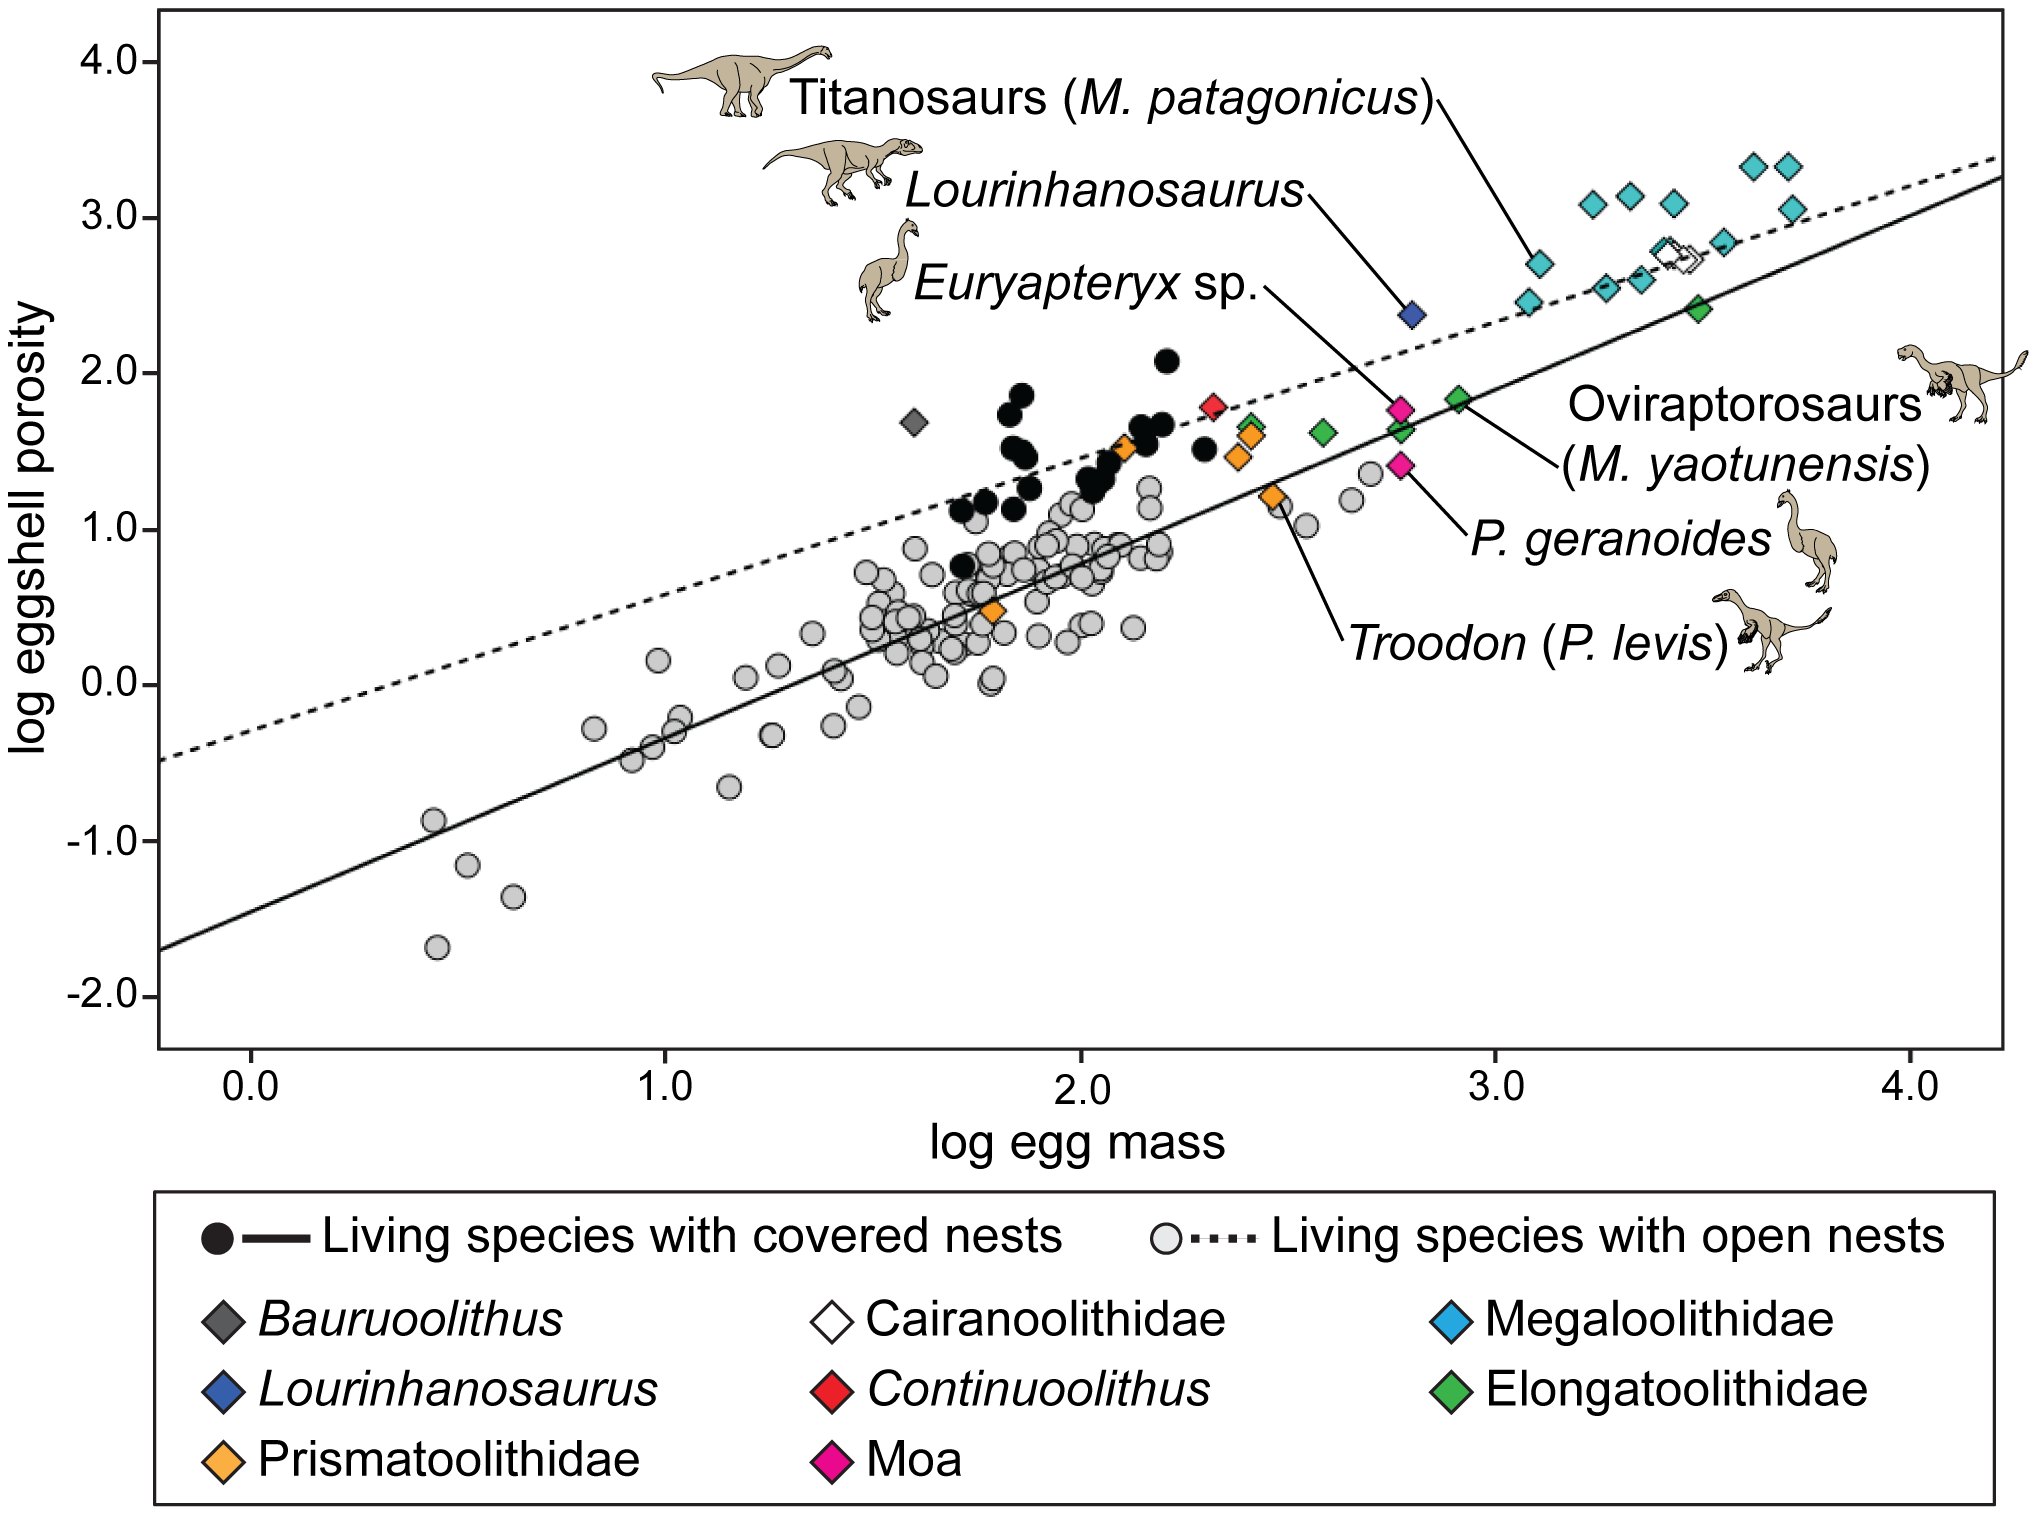 4.0
3.0
2.0
1.0
0.0
-1.0
-2.0
log eggshell porosity
Titanosaurs (M. patagonicus)
Lourinhanosaurus
Euryapteryx sp.
Oviraptorosaurs
(M. yaotunensis)
P. geranoides
Troodon (P. levis)
0.0 1.0 2.0 3.0 4.0
log egg mass
Living species with covered nests Living species with open nests
Bauruoolithus Cairanoolithidae Megaloolithidae
Lourinhanosaurus Continuoolithus Elongatoolithidae
Prismatoolithidae Moa